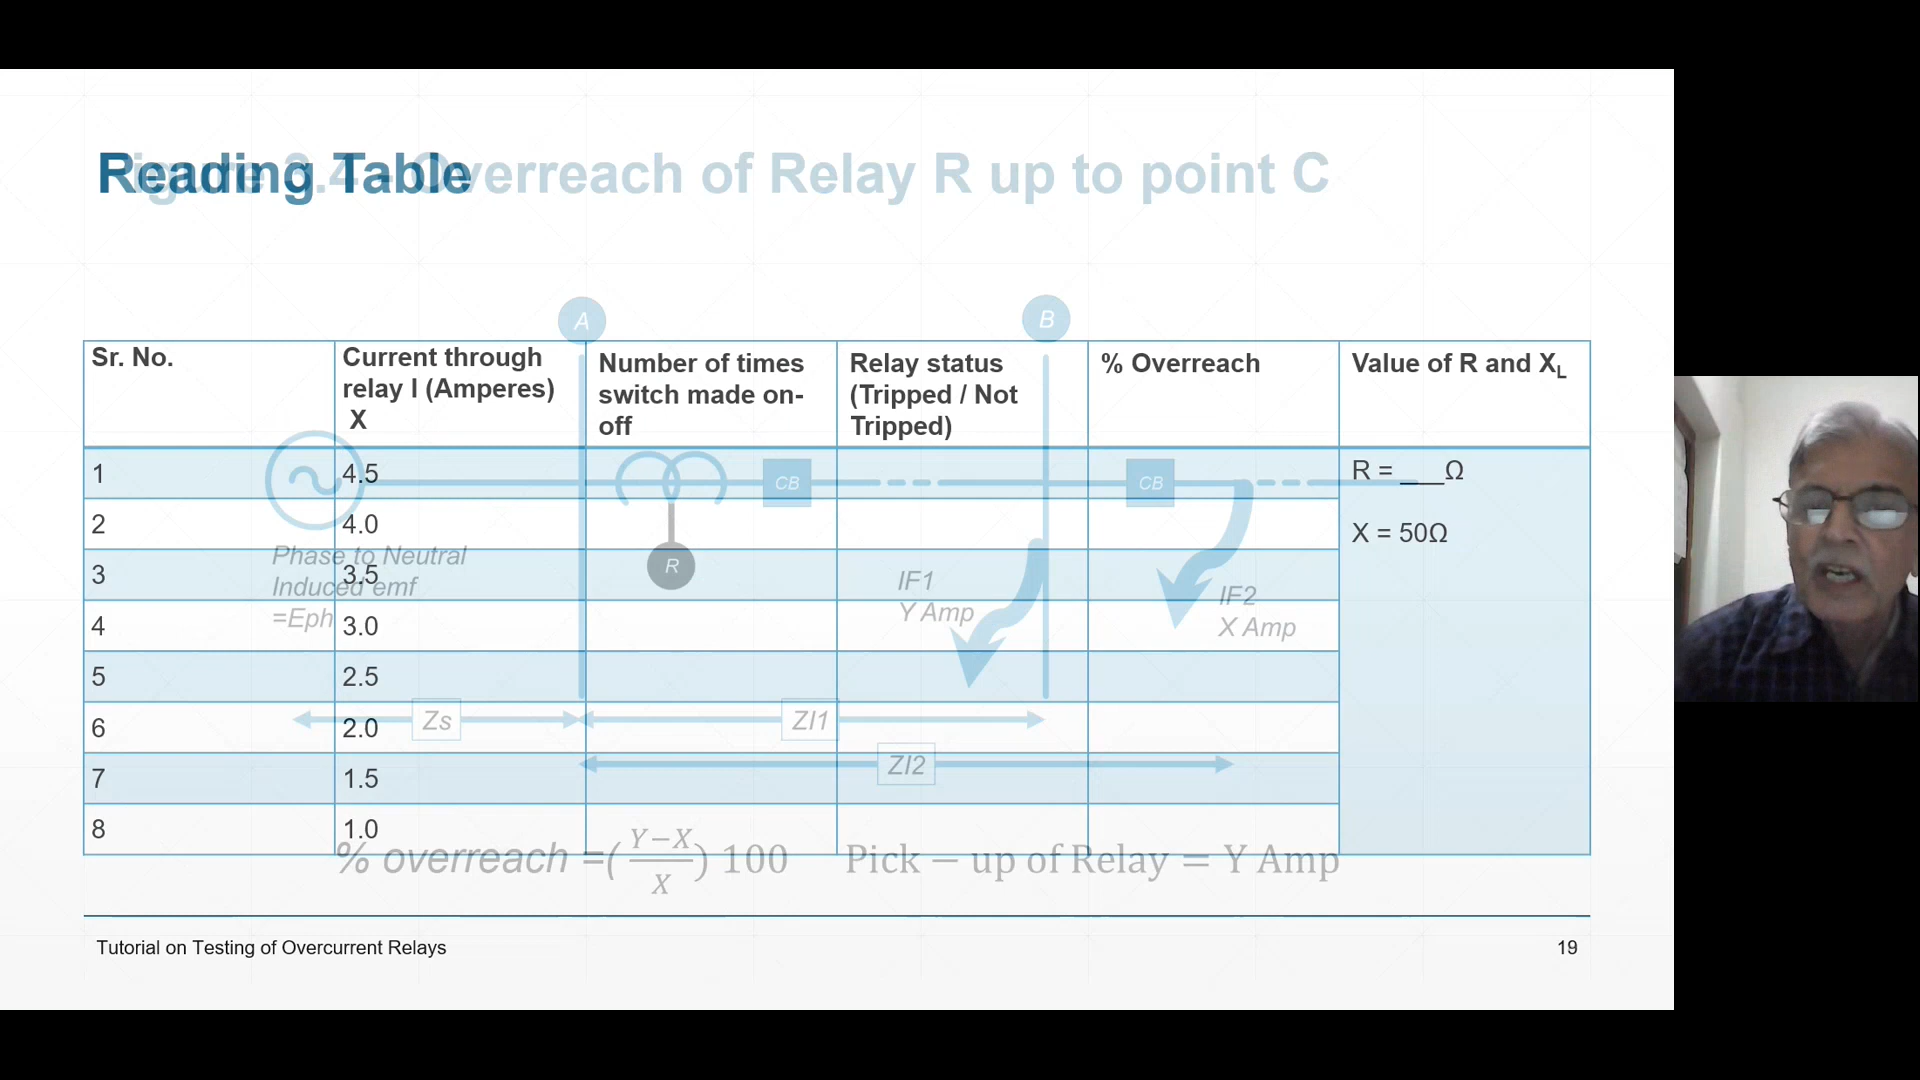 Reading Table
Overreach of Relay R up to point C
A
B
Sr. No.
Current through
relay I (Amperes)
X
Number of times
switch made on-
off
Relay status
(Tripped / Not
Tripped)
% Overreach
Value of R and XL
1
4.5
CB
CB
R = ___Ω
2
4.0
X = 50Ω
Phase to Neutral
Induced emf
=Eph
3
3.5
R
IF1
Y Amp
IF2
X Amp
4
3.0
5
2.5
6
2.0
Zs
Zl1
7
1.5
Zl2
8
1.0
% overreach =(Y−X/X) 100
Pick − up of Relay = Y Amp
Tutorial on Testing of Overcurrent Relays
19